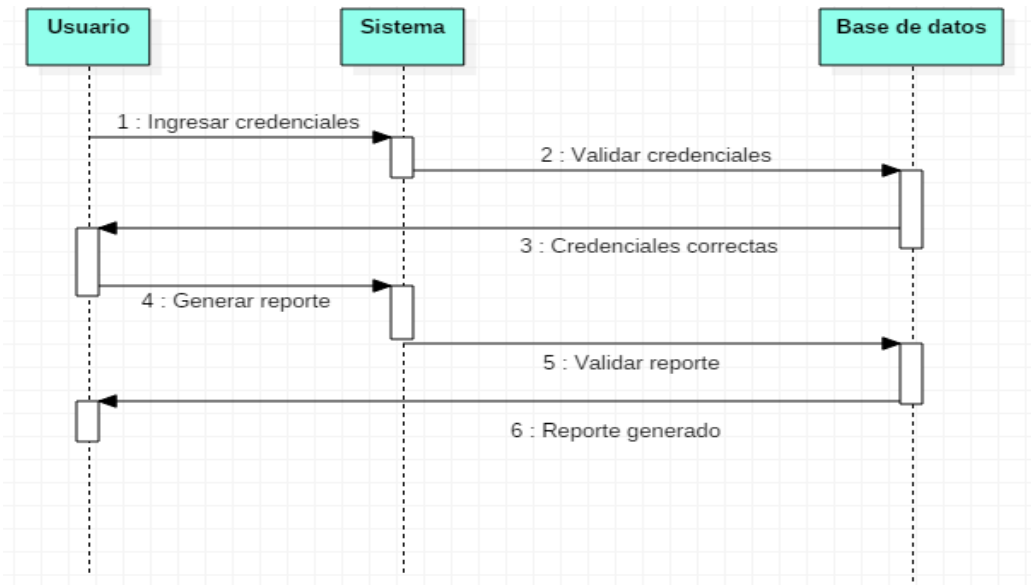 Usuario
Sistema
Base de datos
1 : Ingresar credenciales
2 : Validar credenciales
3 : Credenciales correctas
4 : Generar reporte
5 : Validar reporte
6 : Reporte generado